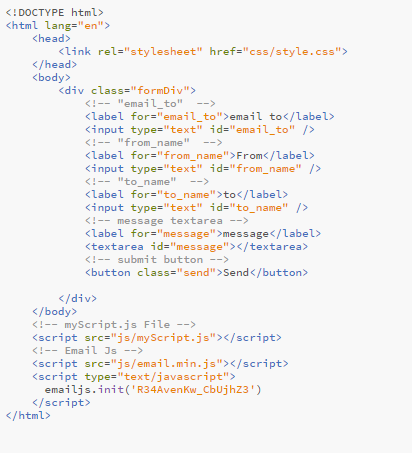 <!DOCTYPE html>
<html lang="en">
    <head>
        <link rel="stylesheet" href="css/style.css">
    </head>
    <body>
        <div class="formDiv">
            <!-- "email_to"  -->
            <label for="email_to">email to</label>
            <input type="text" id="email_to" />
            <!-- "from_name"  -->
            <label for="from_name">From</label>
            <input type="text" id="from_name" />
            <!-- "to_name"  -->
            <label for="to_name">to</label>
            <input type="text" id="to_name" />
            <!-- message textarea -->
            <label for="message">message</label>
            <textarea id="message"></textarea>
            <!-- submit button -->
            <button class="send">Send</button>

        </div>
    </body>
    <!-- myScript.js File -->
    <script src="js/myScript.js"></script>
    <!-- Email Js -->
    <script src="js/email.min.js"></script>
    <script type="text/javascript">
      emailjs.init('R34AvenKw_CbUjhZ3')
    </script>
</html>